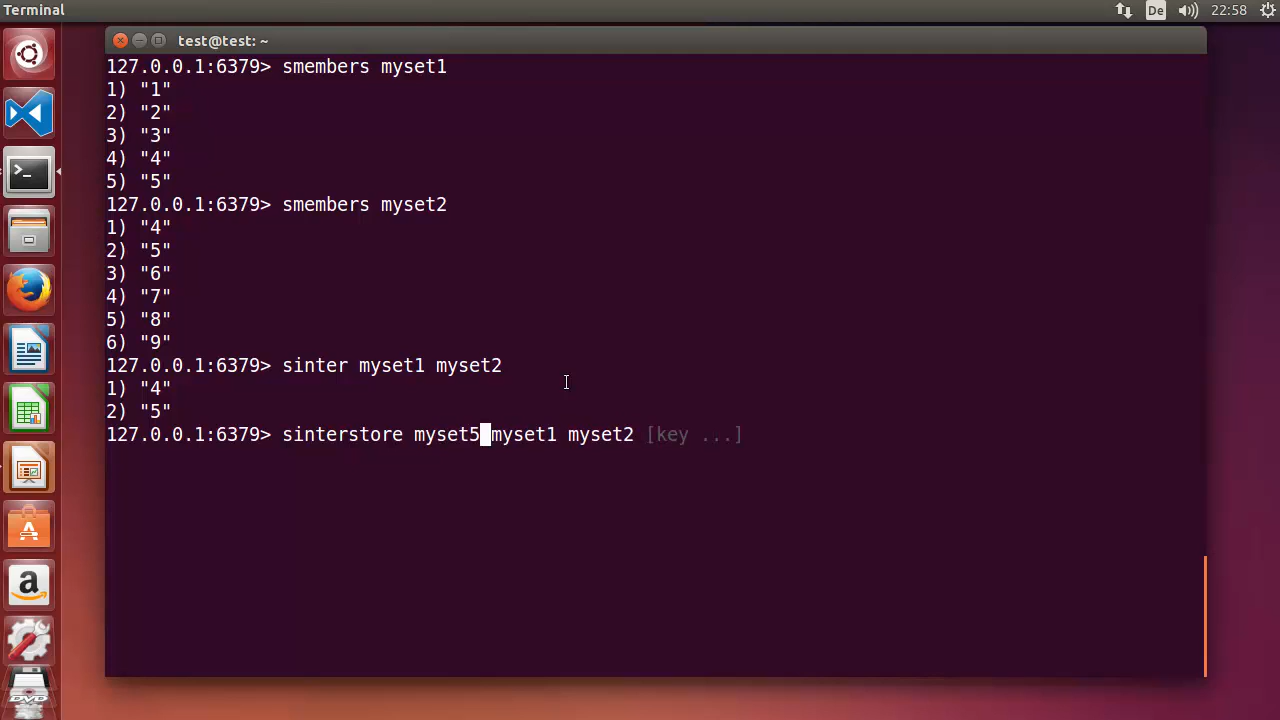 Terminal
De
22:58
test@test: ~
127.0.0.1:6379> smembers myset1
1) "1"
2) "2"
3) "3"
4) "4"
5) "5"
127.0.0.1:6379> smembers myset2
1) "4"
2) "5"
3) "6"
4) "7"
5) "8"
6) "9"
127.0.0.1:6379> sinter myset1 myset2
1) "4"
2) "5"
127.0.0.1:6379> sinterstore myset5 myset1 myset2 [key ...]
DVD